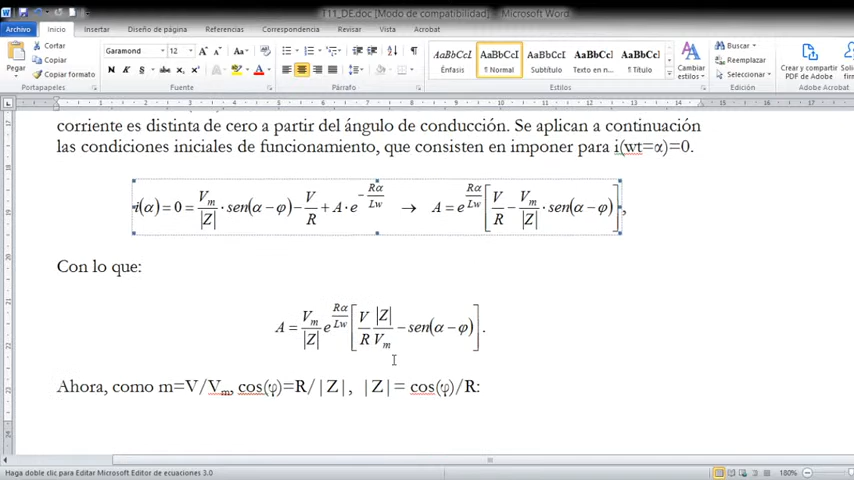 T11_DE.doc [Modo de compatibilidad] - Microsoft Word
Archivo Inicio Insertar Diseño de página Referencias Correspondencia Revisar Vista Acrobat
Cortar
Copiar
Copiar formato
Pegar
Portapapeles
Garamond 12
Fuente
Párrafo
AaBbCcI AaBbCcI AaBbCcI AaBbCcI AaBbCcI
Énfasis ¶ Normal Subtítulo Texto en n... ¶ Título
Cambiar estilos
Estilos
Buscar
Reemplazar
Seleccionar
Edición
Crear y compartir PDF de Adobe
Adobe Acrobat
corriente es distinta de cero a partir del ángulo de conducción. Se aplican a continuación
las condiciones iniciales de funcionamiento, que consisten en imponer para i(wt=α)=0.
i(α) = 0 = V_m/|Z| · sen(α − φ) − V/R + A · e^(−Rα/Lw) → A = e^(Rα/Lw) [V/R − V_m/|Z| · sen(α − φ)],
Con lo que:
A = V_m/|Z| e^(Rα/Lw) [V/R |Z|/V_m − sen(α − φ)].
Ahora, como m=V/Vm, cos(φ)=R/|Z|, |Z|= cos(φ)/R:
Haga doble clic para Editar Microsoft Editor de ecuaciones 3.0
180%